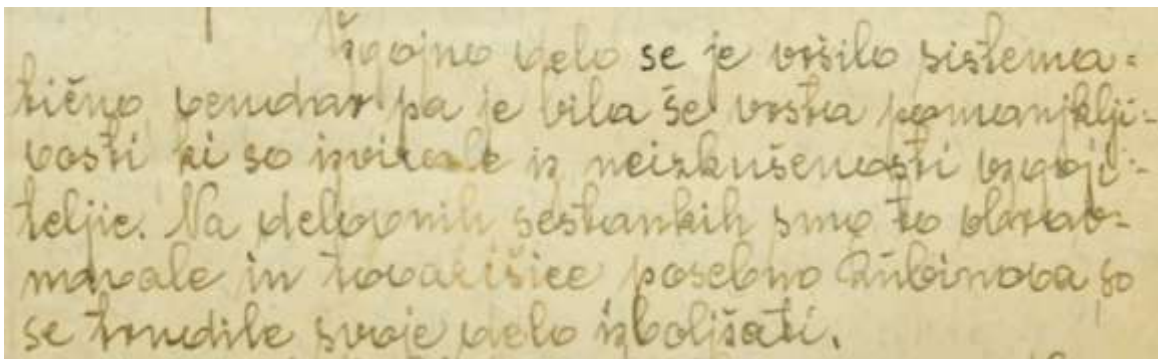 Vzgojno delo se je vršilo sistema=
tično vendar pa je bila še vrsta pomanjklji=
vosti ki so izvirale iz neizkušenosti vzgoji=
teljic. Na delovnih sestankih smo to obrav=
navale in tovarišice posebno Rubinova so
se trudile svoje delo izboljšati.